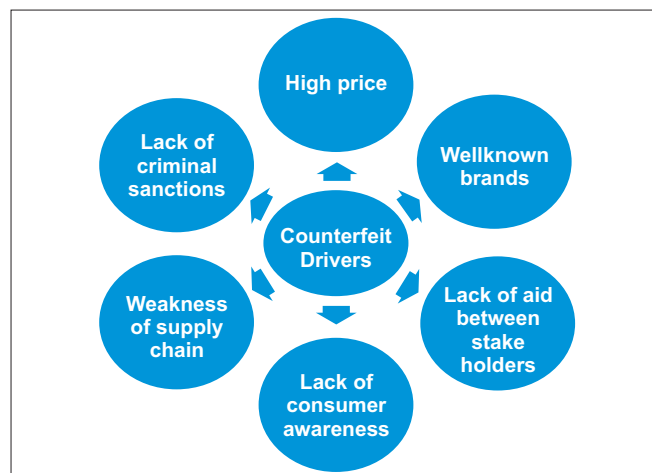 High price
Wellknown
brands
Lack of aid
between
stake
holders
Lack of
consumer
awareness
Weakness
of supply
chain
Lack of
criminal
sanctions
Counterfeit
Drivers